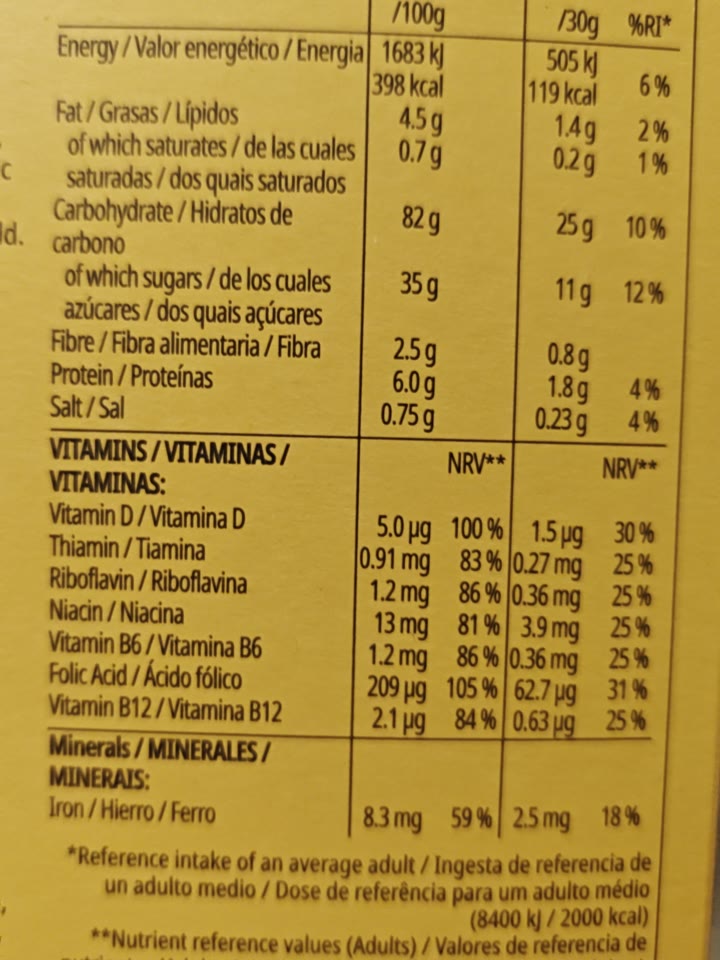 /100g /30g %RI*
Energy / Valor energético / Energia 1683 kJ 505 kJ
398 kcal 119 kcal 6%
Fat / Grasas / Lípidos 4.5 g 1.4 g 2%
of which saturates / de las cuales 0.7 g 0.2 g 1%
c saturadas / dos quais saturados
Carbohydrate / Hidratos de 82 g 25 g 10%
ld. carbono
of which sugars / de los cuales 35 g 11 g 12%
azúcares / dos quais açúcares
Fibre / Fibra alimentaria / Fibra 2.5 g 0.8 g
Protein / Proteínas 6.0 g 1.8 g 4%
Salt / Sal 0.75 g 0.23 g 4%
VITAMINS / VITAMINAS / NRV** NRV**
VITAMINAS:
Vitamin D / Vitamina D 5.0 µg 100% 1.5 µg 30%
Thiamin / Tiamina 0.91 mg 83% 0.27 mg 25%
Riboflavin / Riboflavina 1.2 mg 86% 0.36 mg 25%
Niacin / Niacina 13 mg 81% 3.9 mg 25%
Vitamin B6 / Vitamina B6 1.2 mg 86% 0.36 mg 25%
Folic Acid / Ácido fólico 209 µg 105% 62.7 µg 31%
Vitamin B12 / Vitamina B12 2.1 µg 84% 0.63 µg 25%
Minerals / MINERALES /
MINERAIS:
Iron / Hierro / Ferro 8.3 mg 59% 2.5 mg 18%
*Reference intake of an average adult / Ingesta de referencia de
un adulto medio / Dose de referência para um adulto médio
(8400 kJ / 2000 kcal)
**Nutrient reference values (Adults) / Valores de referencia de